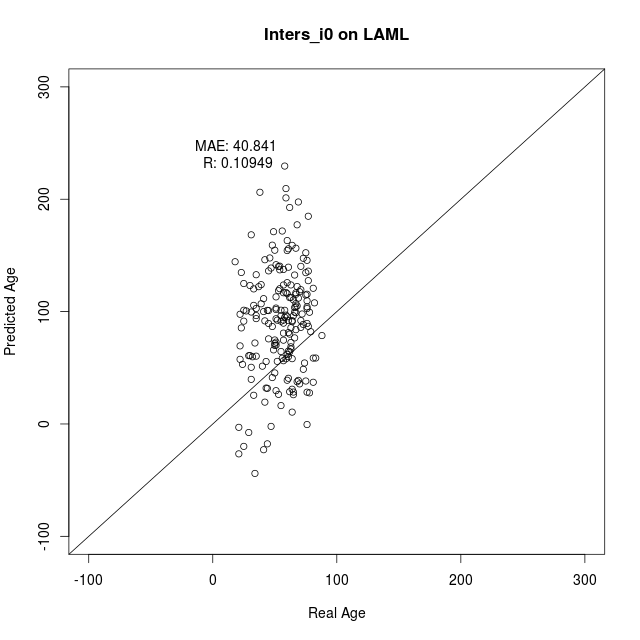 Inters_i0 on LAML
300
200
100
0
-100
Predicted Age
MAE: 40.841
R: 0.10949
-100 0 100 200 300
Real Age